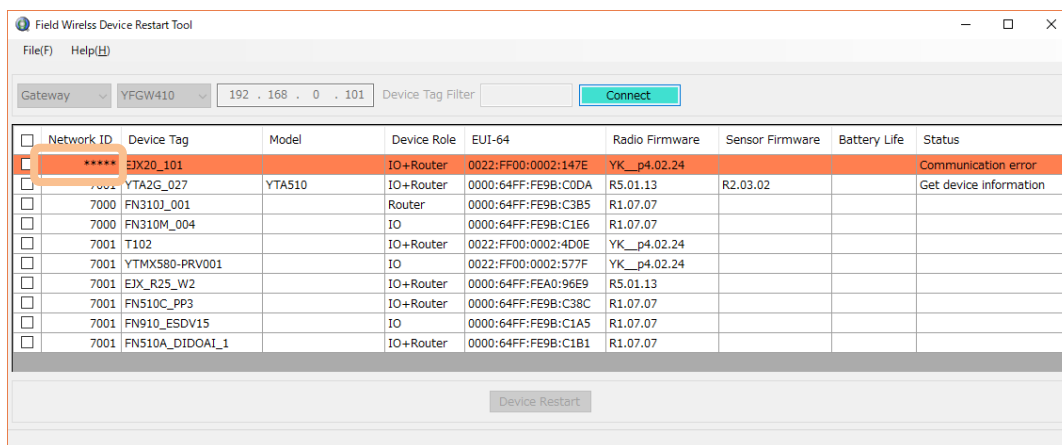 Field Wirelss Device Restart Tool
File(F) Help(H)
Gateway YFGW410 192 . 168 . 0 . 101 Device Tag Filter Connect
Network ID Device Tag Model Device Role EUI-64 Radio Firmware Sensor Firmware Battery Life Status
***** EJX20_101 IO+Router 0022:FF00:0002:147E YK__p4.02.24 Communication error
7001 YTA2G_027 YTA510 IO+Router 0000:64FF:FE9B:C0DA R5.01.13 R2.03.02 Get device information
7000 FN310J_001 Router 0000:64FF:FE9B:C3B5 R1.07.07
7000 FN310M_004 IO 0000:64FF:FE9B:C1E6 R1.07.07
7001 T102 IO+Router 0022:FF00:0002:4D0E YK__p4.02.24
7001 YTMX580-PRV001 IO 0022:FF00:0002:577F YK__p4.02.24
7001 EJX_R25_W2 IO+Router 0000:64FF:FEA0:96E9 R5.01.13
7001 FN510C_PP3 IO+Router 0000:64FF:FE9B:C38C R1.07.07
7001 FN910_ESDV15 IO 0000:64FF:FE9B:C1A5 R1.07.07
7001 FN510A_DIDOAI_1 IO+Router 0000:64FF:FE9B:C1B1 R1.07.07
Device Restart